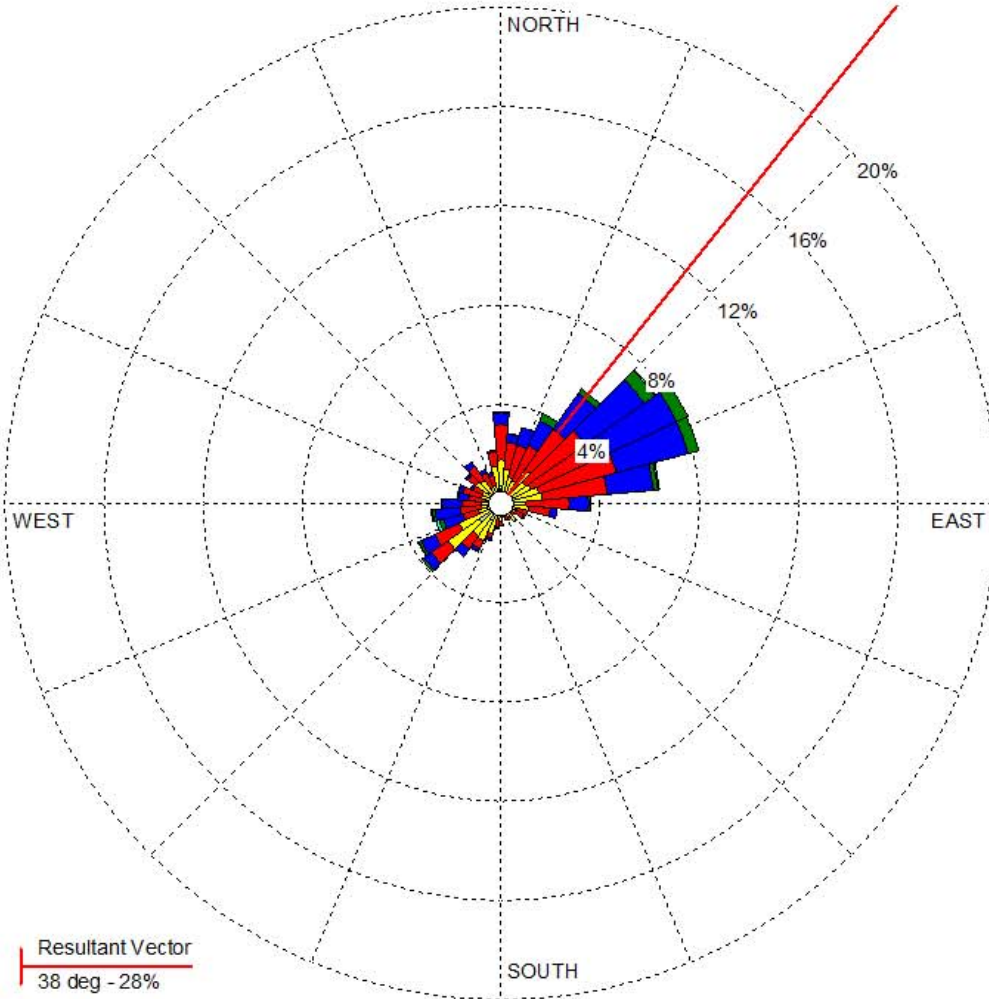 NORTH
20%
16%
12%
8%
4%
WEST
EAST
Resultant Vector
38 deg - 28%
SOUTH